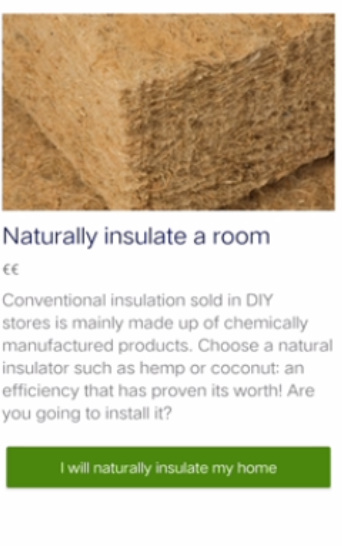 Naturally insulate a room
€€
Conventional insulation sold in DIY
stores is mainly made up of chemically
manufactured products. Choose a natural
insulator such as hemp or coconut: an
efficiency that has proven its worth! Are
you going to install it?
I will naturally insulate my home